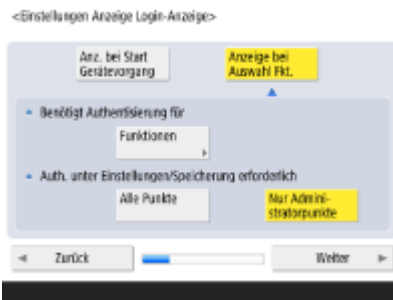 <Einstellungen Anzeige Login-Anzeige>
Anz. bei Start
Gerätevorgang
Anzeige bei
Auswahl Fkt.
Benötigt Authentisierung für
Funktionen
Auth. unter Einstellungen/Speicherung erforderlich
Alle Punkte
Nur Admini-
stratorpunkte
Zurück
Weiter